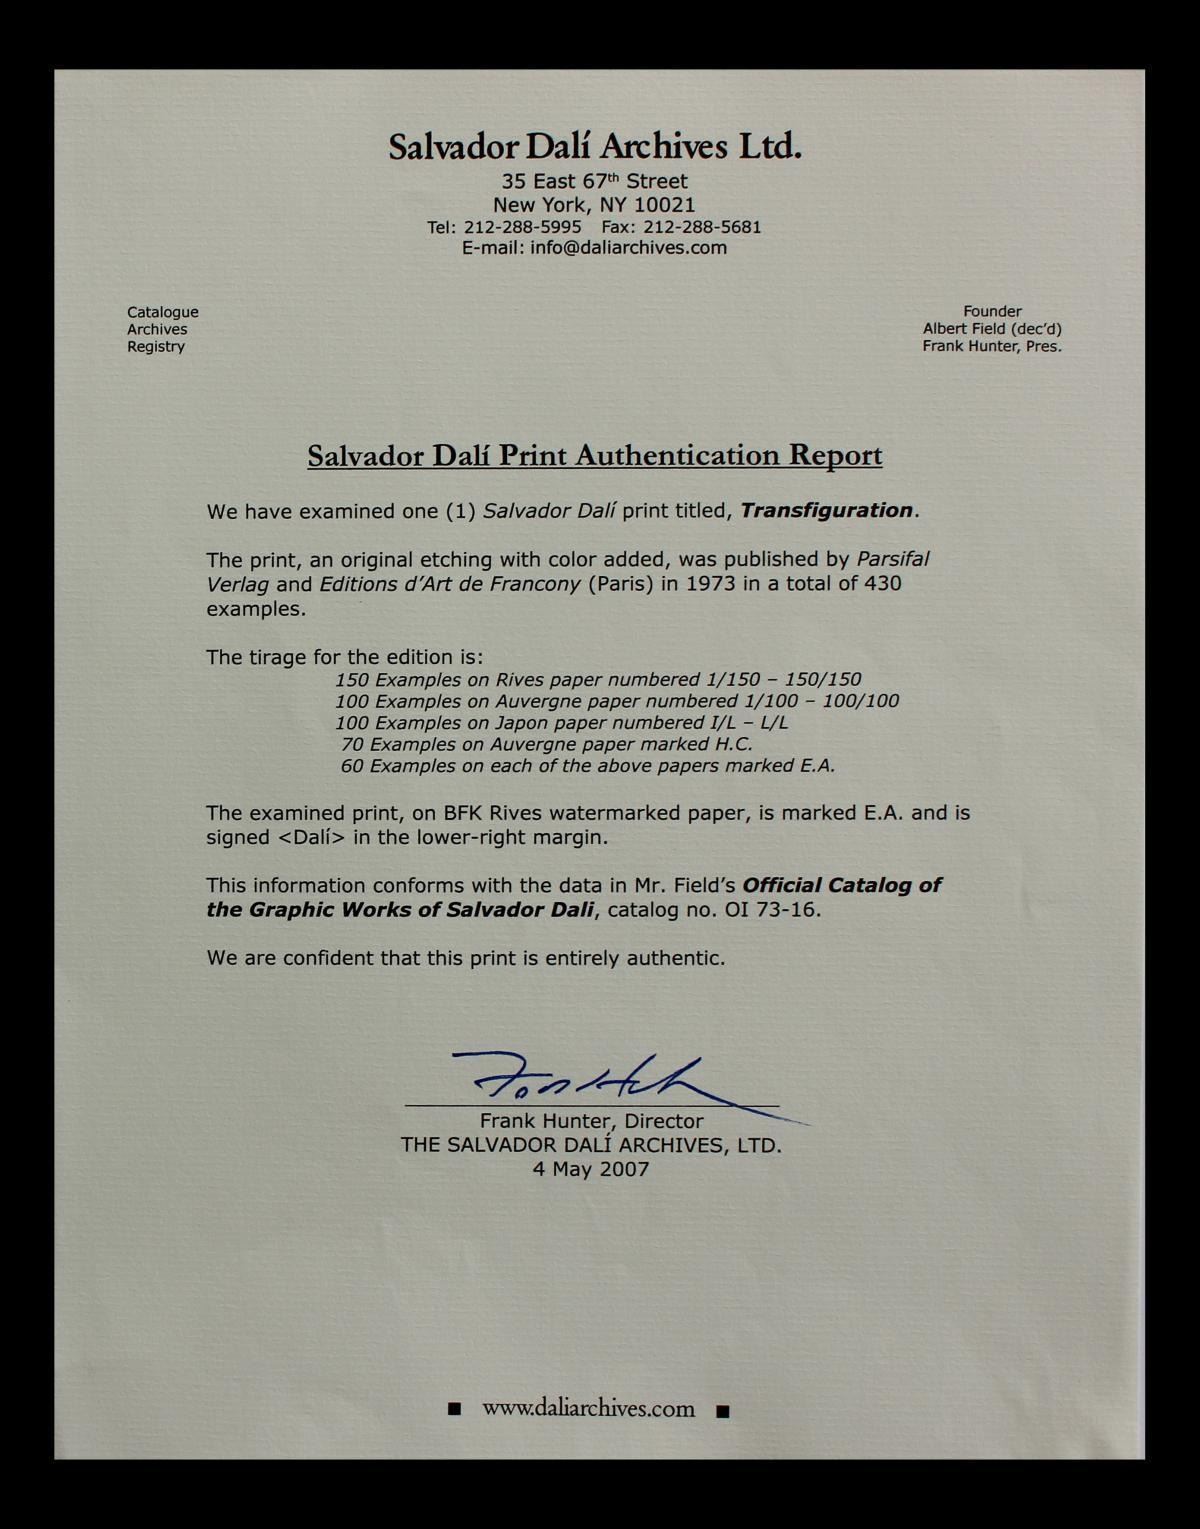 Salvador Dalí Archives Ltd.
35 East 67th Street
New York, NY 10021
Tel: 212-288-5995 Fax: 212-288-5681
E-mail: info@daliarchives.com
Catalogue
Archives
Registry
Founder
Albert Field (dec'd)
Frank Hunter, Pres.
Salvador Dalí Print Authentication Report
We have examined one (1) Salvador Dalí print titled, Transfiguration.
The print, an original etching with color added, was published by Parsifal
Verlag and Editions d'Art de Francony (Paris) in 1973 in a total of 430
examples.
The tirage for the edition is:
150 Examples on Rives paper numbered 1/150 – 150/150
100 Examples on Auvergne paper numbered 1/100 – 100/100
100 Examples on Japon paper numbered I/L – L/L
70 Examples on Auvergne paper marked H.C.
60 Examples on each of the above papers marked E.A.
The examined print, on BFK Rives watermarked paper, is marked E.A. and is
signed <Dalí> in the lower-right margin.
This information conforms with the data in Mr. Field's Official Catalog of
the Graphic Works of Salvador Dali, catalog no. OI 73-16.
We are confident that this print is entirely authentic.
Frank Hunter, Director
THE SALVADOR DALÍ ARCHIVES, LTD.
4 May 2007
■ www.daliarchives.com ■